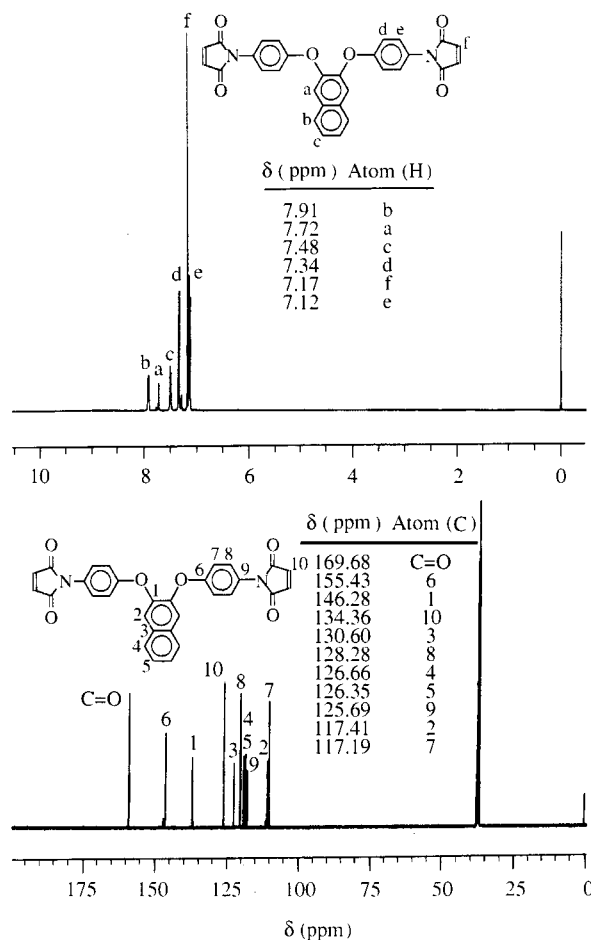 f
O O d e O f
N O O N
O a O
b
c
δ (ppm) Atom (H)
7.91 b
7.72 a
7.48 c
7.34 d
7.17 f
7.12 e
d e
b a c
10 8 6 4 2 0
δ (ppm) Atom (C)
O O 7 8 O 10
N O O 6 9 N
O 1 O
2
3
4
5
169.68 C=O
155.43 6
146.28 1
134.36 10
130.60 3
128.28 8
126.66 4
126.35 5
125.69 9
117.41 2
117.19 7
C=O 6 1 10 3 8 4 5 9 2 7
175 150 125 100 75 50 25 0
δ (ppm)